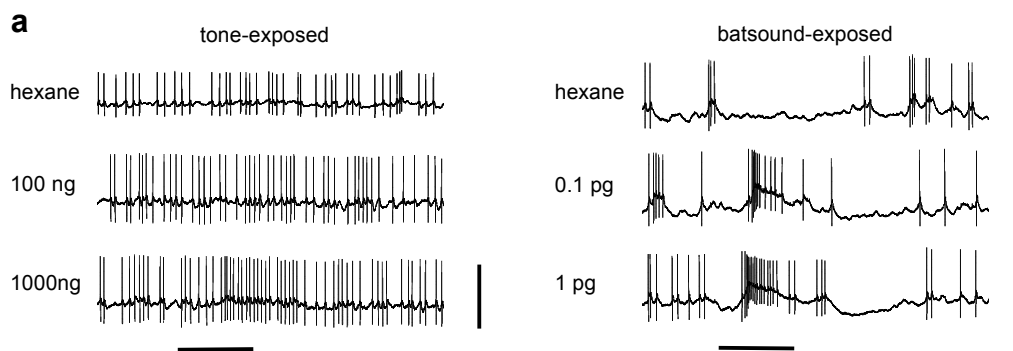 a
tone-exposed
hexane
100 ng
1000ng
batsound-exposed
hexane
0.1 pg
1 pg